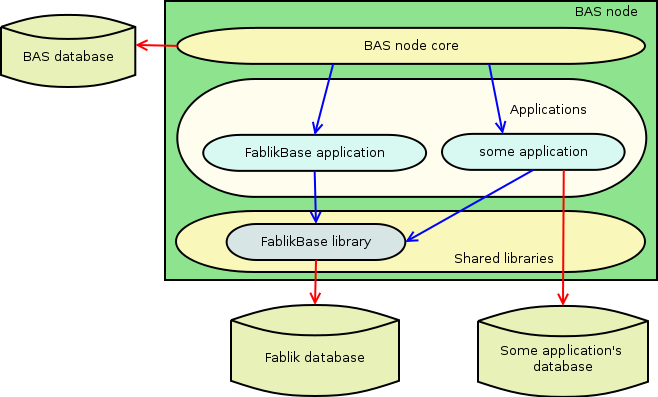 BAS node
BAS node core
BAS database
Applications
FablikBase application
some application
FablikBase library
Shared libraries
Fablik database
Some application's
database